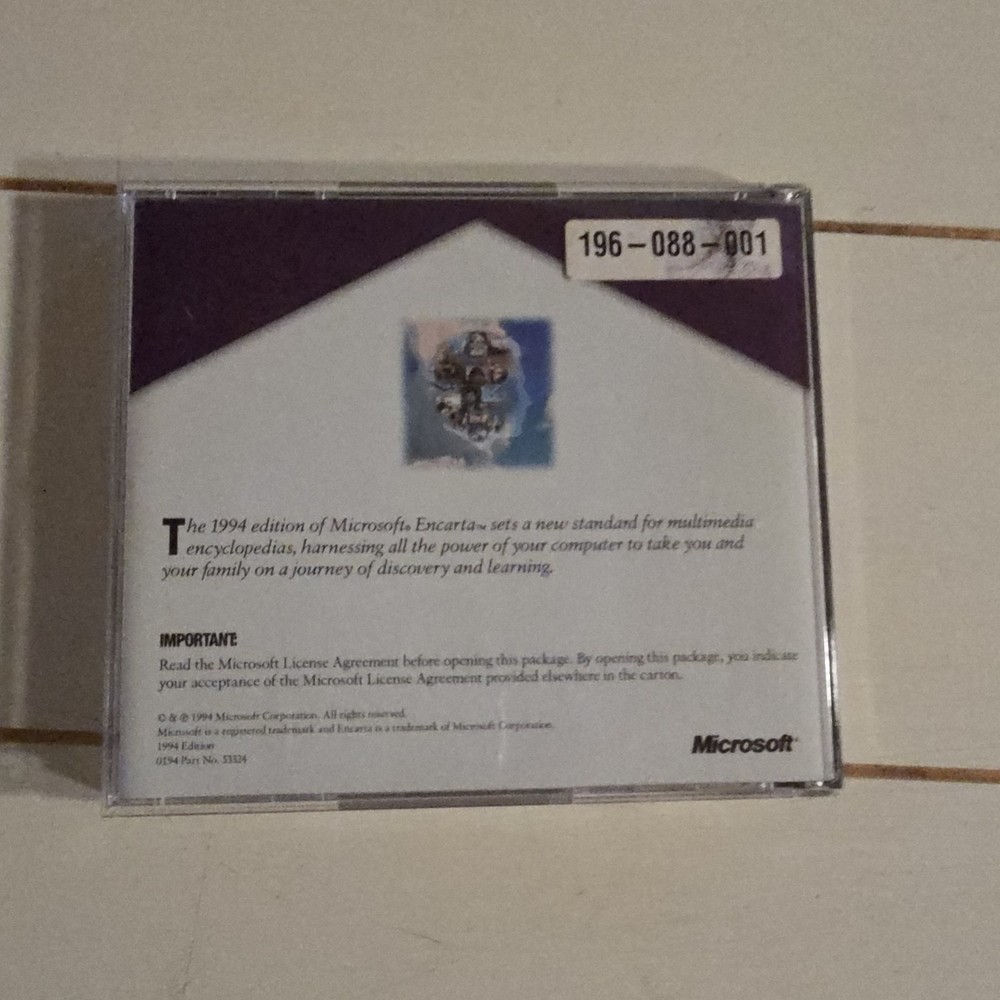 196-088-001
The 1994 edition of Microsoft® Encarta™ sets a new standard for multimedia
encyclopedias, harnessing all the power of your computer to take you and
your family on a journey of discovery and learning.
IMPORTANT:
Read the Microsoft License Agreement before opening this package. By opening this package, you indicate
your acceptance of the Microsoft License Agreement provided elsewhere in the carton.
© & ℗ 1994 Microsoft Corporation. All rights reserved.
Microsoft is a registered trademark and Encarta is a trademark of Microsoft Corporation.
1994 Edition
0194 Part No. 53324
Microsoft®